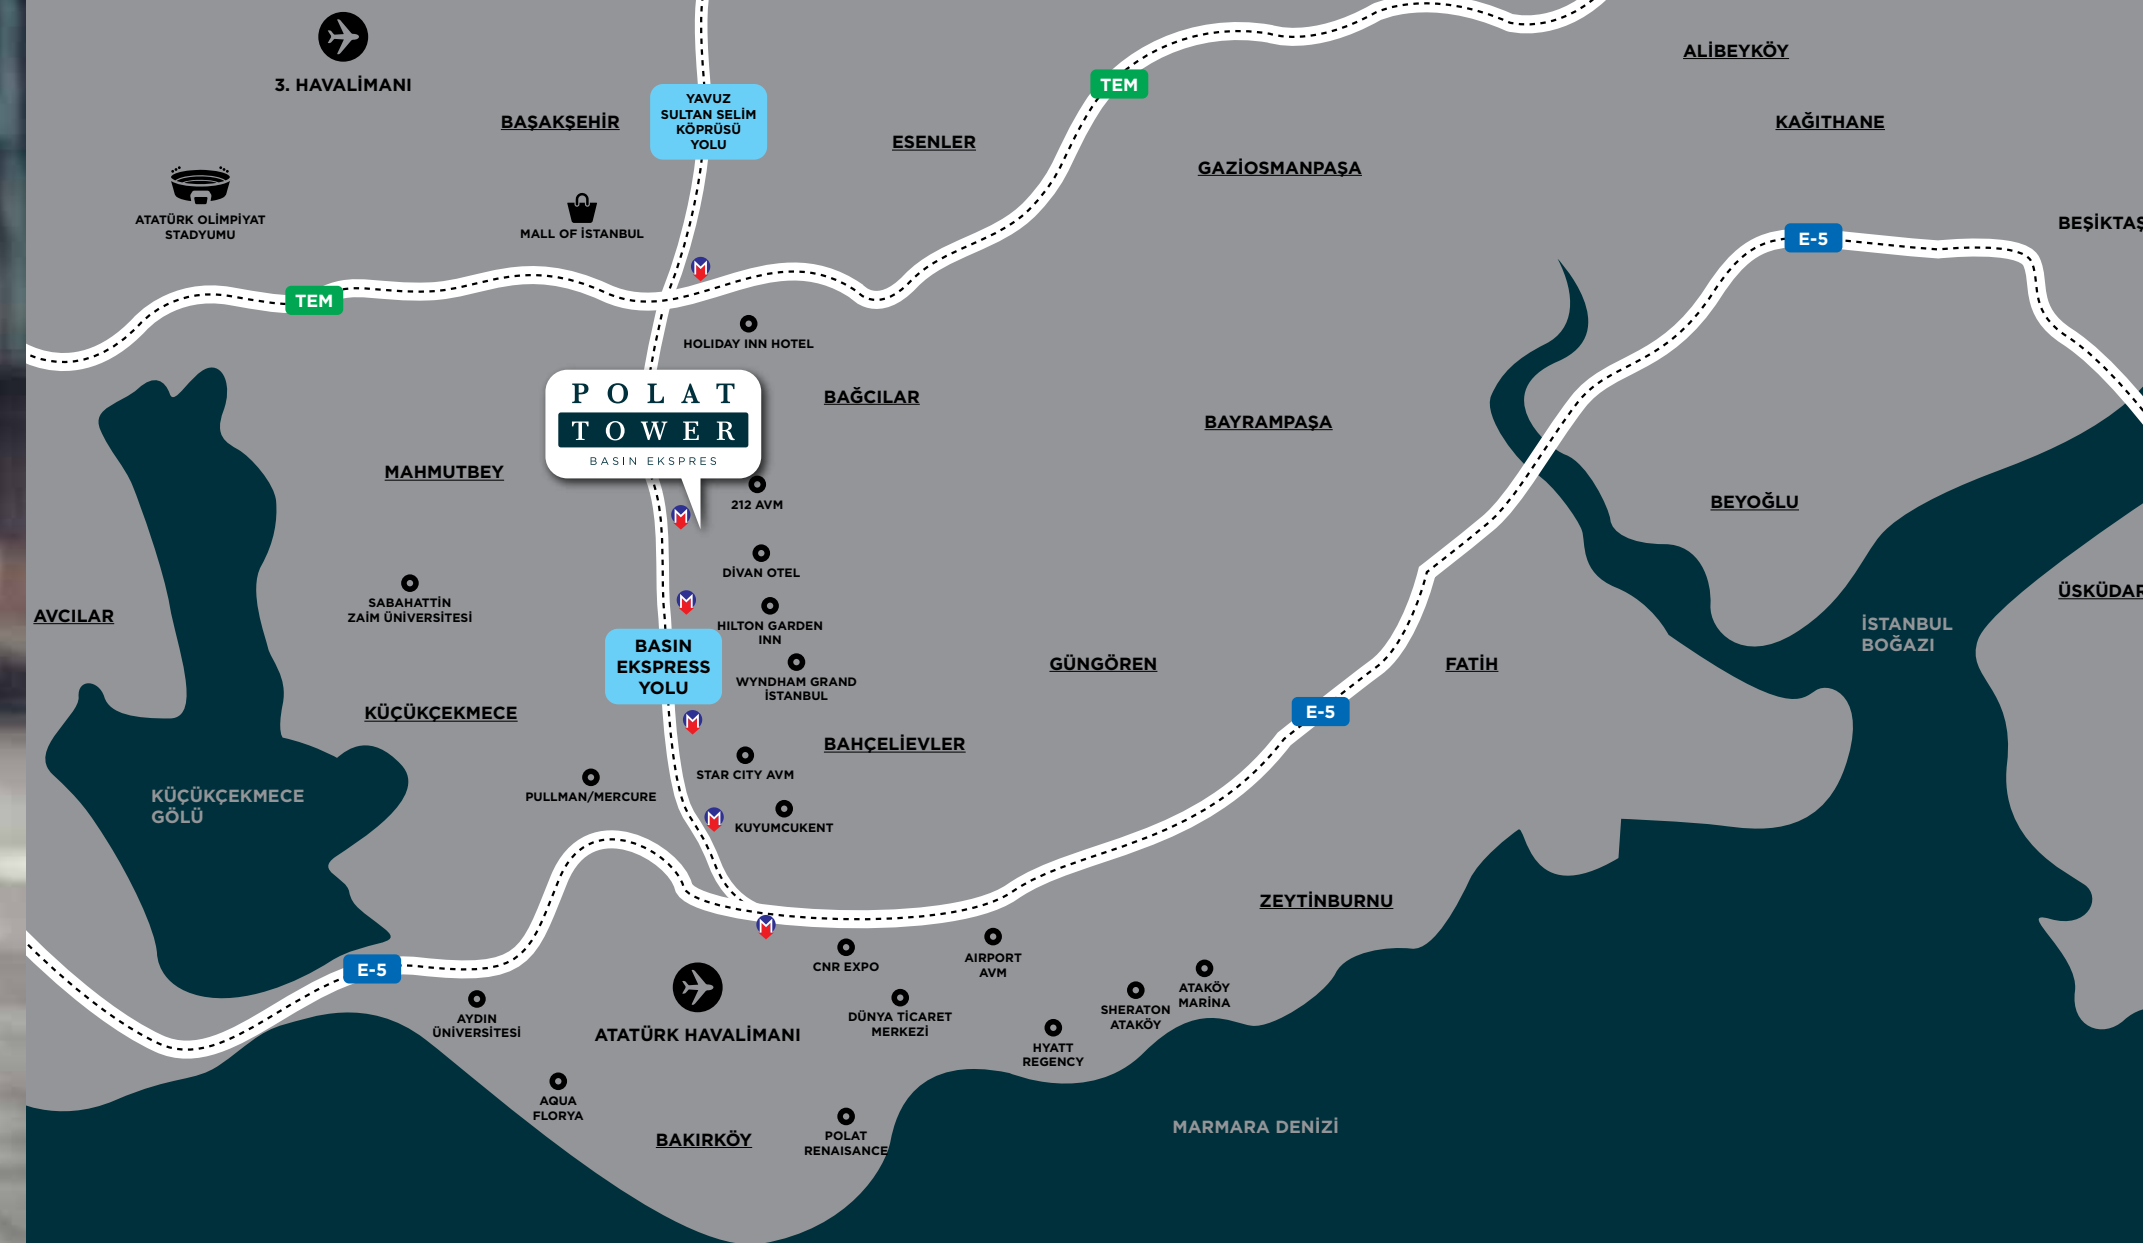 3. HAVALİMANI
BAŞAKŞEHİR
YAVUZ
SULTAN SELİM
KÖPRÜSÜ
YOLU
ESENLER
TEM
GAZİOSMANPAŞA
ALİBEYKÖY
KAĞITHANE
ATATÜRK OLİMPİYAT
STADYUMU
MALL OF İSTANBUL
E-5
BEŞİKTAŞ
TEM
M
HOLIDAY INN HOTEL
POLAT
TOWER
BASIN EKSPRES
BAĞCILAR
BAYRAMPAŞA
MAHMUTBEY
212 AVM
M
BEYOĞLU
DİVAN OTEL
SABAHATTİN
ZAİM ÜNİVERSİTESİ
AVCILAR
M
HILTON GARDEN
INN
ÜSKÜDAR
İSTANBUL
BOĞAZI
BASIN
EKSPRESS
YOLU
WYNDHAM GRAND
İSTANBUL
GÜNGÖREN
FATİH
KÜÇÜKÇEKMECE
M
E-5
BAHÇELİEVLER
STAR CITY AVM
PULLMAN/MERCURE
KÜÇÜKÇEKMECE
GÖLÜ
M
KUYUMCUKENT
ZEYTİNBURNU
M
E-5
CNR EXPO
AIRPORT
AVM
ATAKÖY
MARİNA
SHERATON
ATAKÖY
AYDIN
ÜNİVERSİTESİ
ATATÜRK HAVALİMANI
DÜNYA TİCARET
MERKEZİ
HYATT
REGENCY
AQUA
FLORYA
BAKIRKÖY
POLAT
RENAISANCE
MARMARA DENİZİ